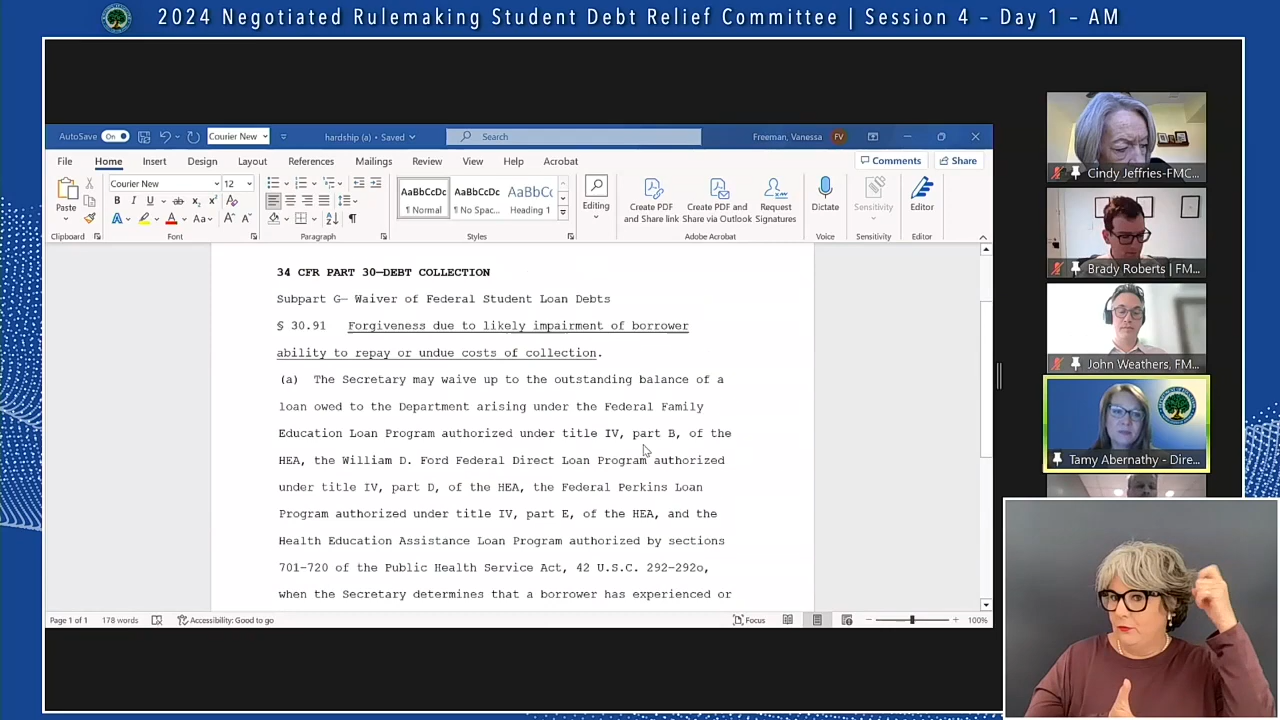 2024 Negotiated Rulemaking Student Debt Relief Committee | Session 4 – Day 1 – AM
AutoSave On Courier New hardship (a) • Saved Search Freeman, Vanessa FV
File Home Insert Design Layout References Mailings Review View Help Acrobat Comments Share
Courier New 12
AaBbCcDc AaBbCcDc AaBbCc
Paste Normal No Spac... Heading 1 Editing Create PDF and Share link Create PDF and Share via Outlook Request Signatures Dictate Sensitivity Editor
Clipboard Font Paragraph Styles Adobe Acrobat Voice Sensitivity Editor
34 CFR PART 30—DEBT COLLECTION
Subpart G— Waiver of Federal Student Loan Debts
§ 30.91 Forgiveness due to likely impairment of borrower
ability to repay or undue costs of collection.
(a) The Secretary may waive up to the outstanding balance of a
loan owed to the Department arising under the Federal Family
Education Loan Program authorized under title IV, part B, of the
HEA, the William D. Ford Federal Direct Loan Program authorized
under title IV, part D, of the HEA, the Federal Perkins Loan
Program authorized under title IV, part E, of the HEA, and the
Health Education Assistance Loan Program authorized by sections
701-720 of the Public Health Service Act, 42 U.S.C. 292-292o,
when the Secretary determines that a borrower has experienced or
Page 1 of 1 178 words Accessibility: Good to go Focus 100%
Cindy Jeffries-FMC...
Brady Roberts | FM...
John Weathers, FM...
Tamy Abernathy - Dire...